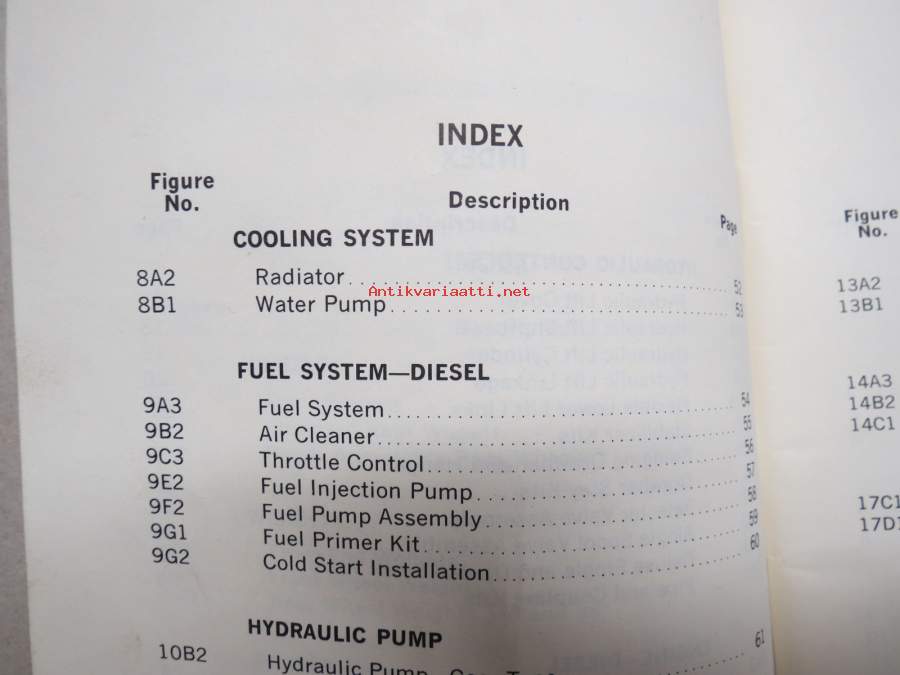 INDEX
Figure No. Description Page
COOLING SYSTEM
8A2 Radiator 52
Antikvariaatti.net
8B1 Water Pump 53
FUEL SYSTEM—DIESEL
9A3 Fuel System 54
9B2 Air Cleaner 55
9C3 Throttle Control 56
9E2 Fuel Injection Pump 57
9F2 Fuel Pump Assembly 58
9G1 Fuel Primer Kit 59
9G2 Cold Start Installation 60
HYDRAULIC PUMP
10B2 Hydraulic Pump 61
Figure
No.
13A2
13B1
14A3
14B2
14C1
17C1
17D1